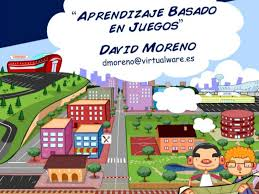 “APRENDIZAJE BASADO
EN JUEGOS”
DAVID MORENO
dmoreno@virtualware.es